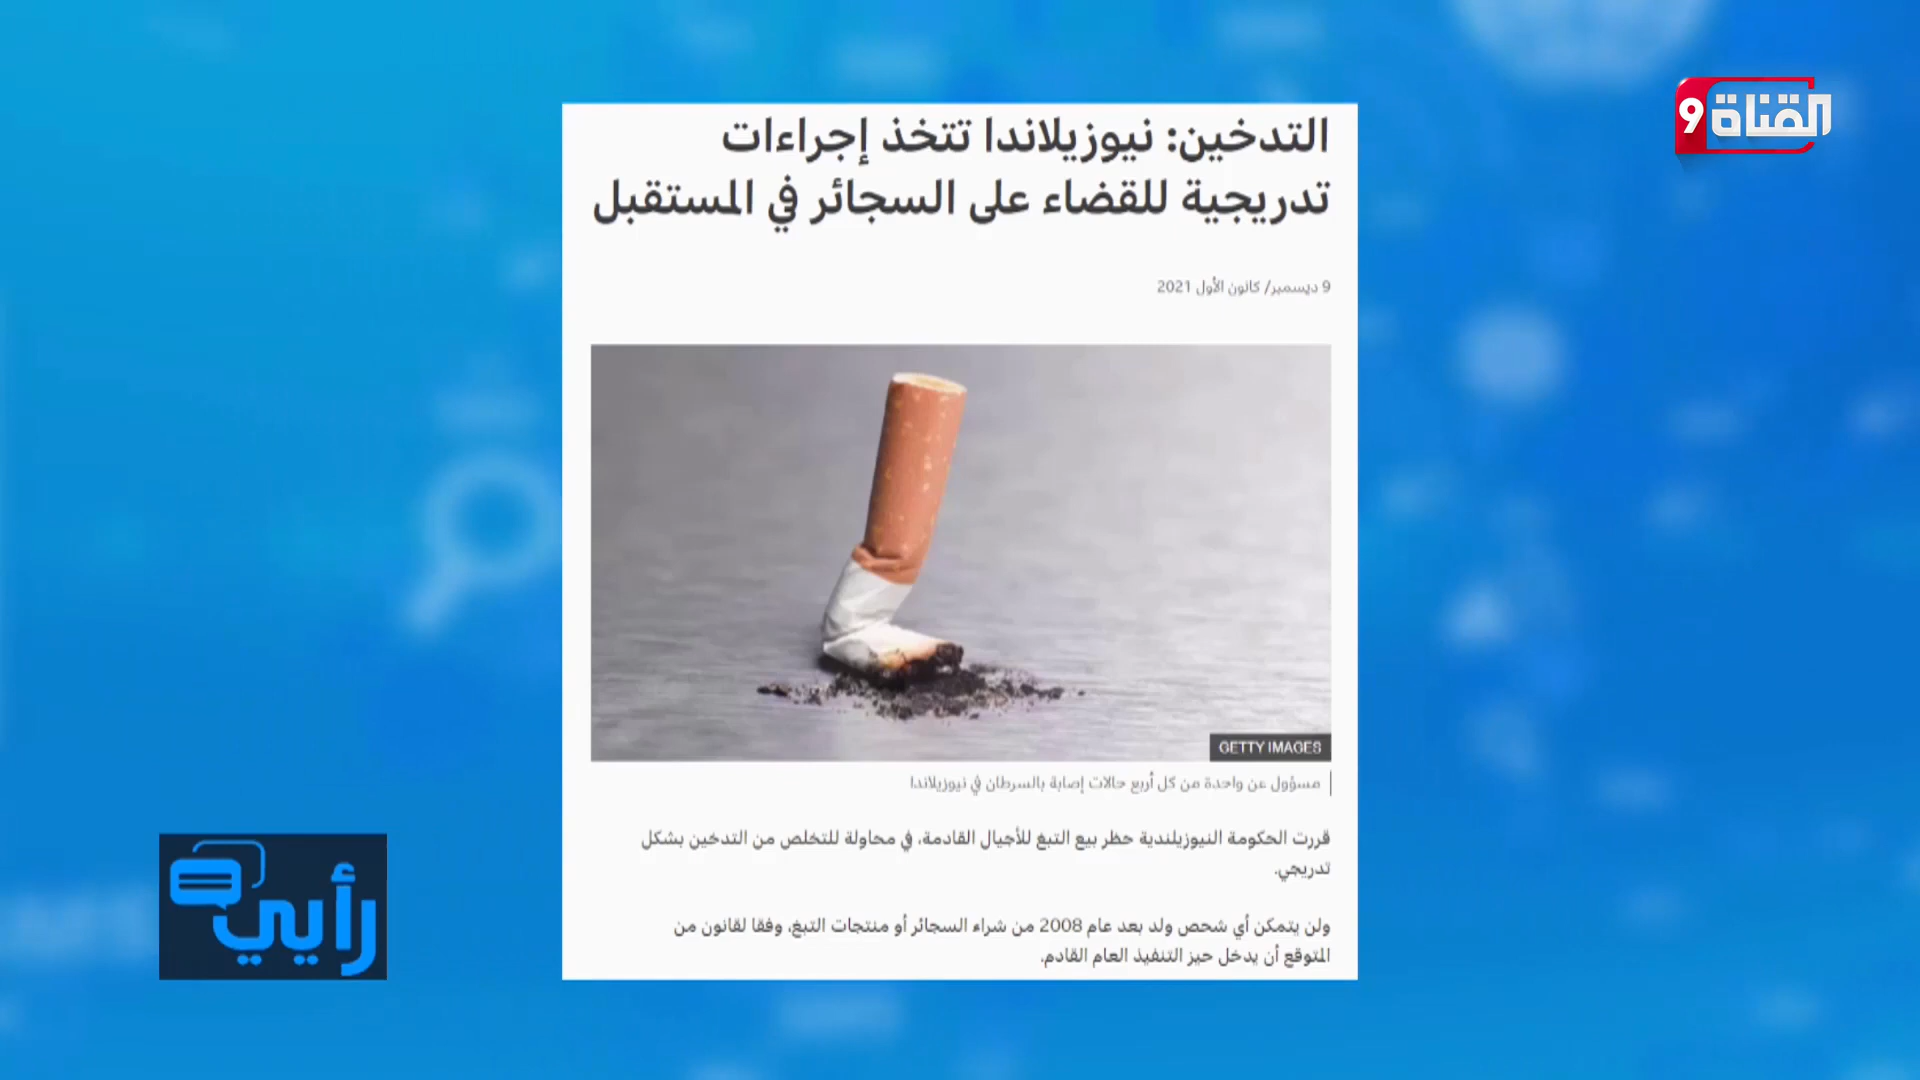 القناة 9
التدخين: نيوزيلاندا تتخذ إجراءات
تدريجية للقضاء على السجائر في المستقبل
9 ديسمبر/ كانون الأول 2021
GETTY IMAGES
مسؤول عن واحدة من كل أربع حالات إصابة بالسرطان في نيوزيلاندا
قررت الحكومة النيوزيلندية حظر بيع التبغ للأجيال القادمة، في محاولة للتخلص من التدخين بشكل
تدريجي.
ولن يتمكن أي شخص ولد بعد عام 2008 من شراء السجائر أو منتجات التبغ، وفقا لقانون من
المتوقع أن يدخل حيز التنفيذ العام القادم.
رأيي